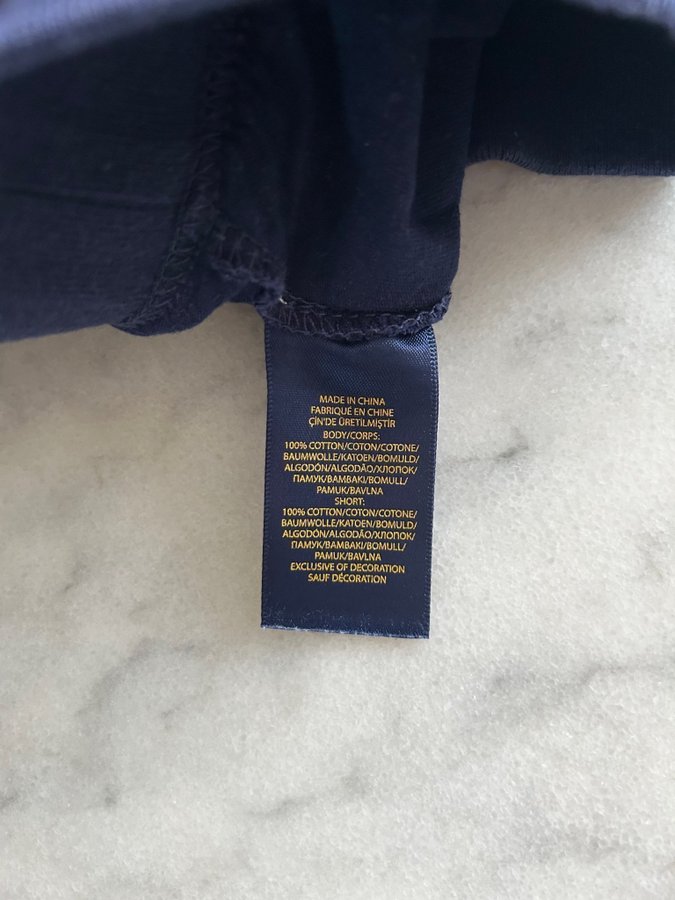 MADE IN CHINA
FABRIQUÉ EN CHINE
ÇİN'DE ÜRETİLMİŞTİR
BODY/CORPS:
100% COTTON/COTON/COTONE/
BAUMWOLLE/KATOEN/BOMULD/
ALGODÓN/ALGODÃO/ХЛОПОК/
ПАМУК/ΒΑΜΒΑΚΙ/BOMULL/
PAMUK/BAVLNA
SHORT:
100% COTTON/COTON/COTONE/
BAUMWOLLE/KATOEN/BOMULD/
ALGODÓN/ALGODÃO/ХЛОПОК/
ПАМУК/ΒΑΜΒΑΚΙ/BOMULL/
PAMUK/BAVLNA
EXCLUSIVE OF DECORATION
SAUF DÉCORATION